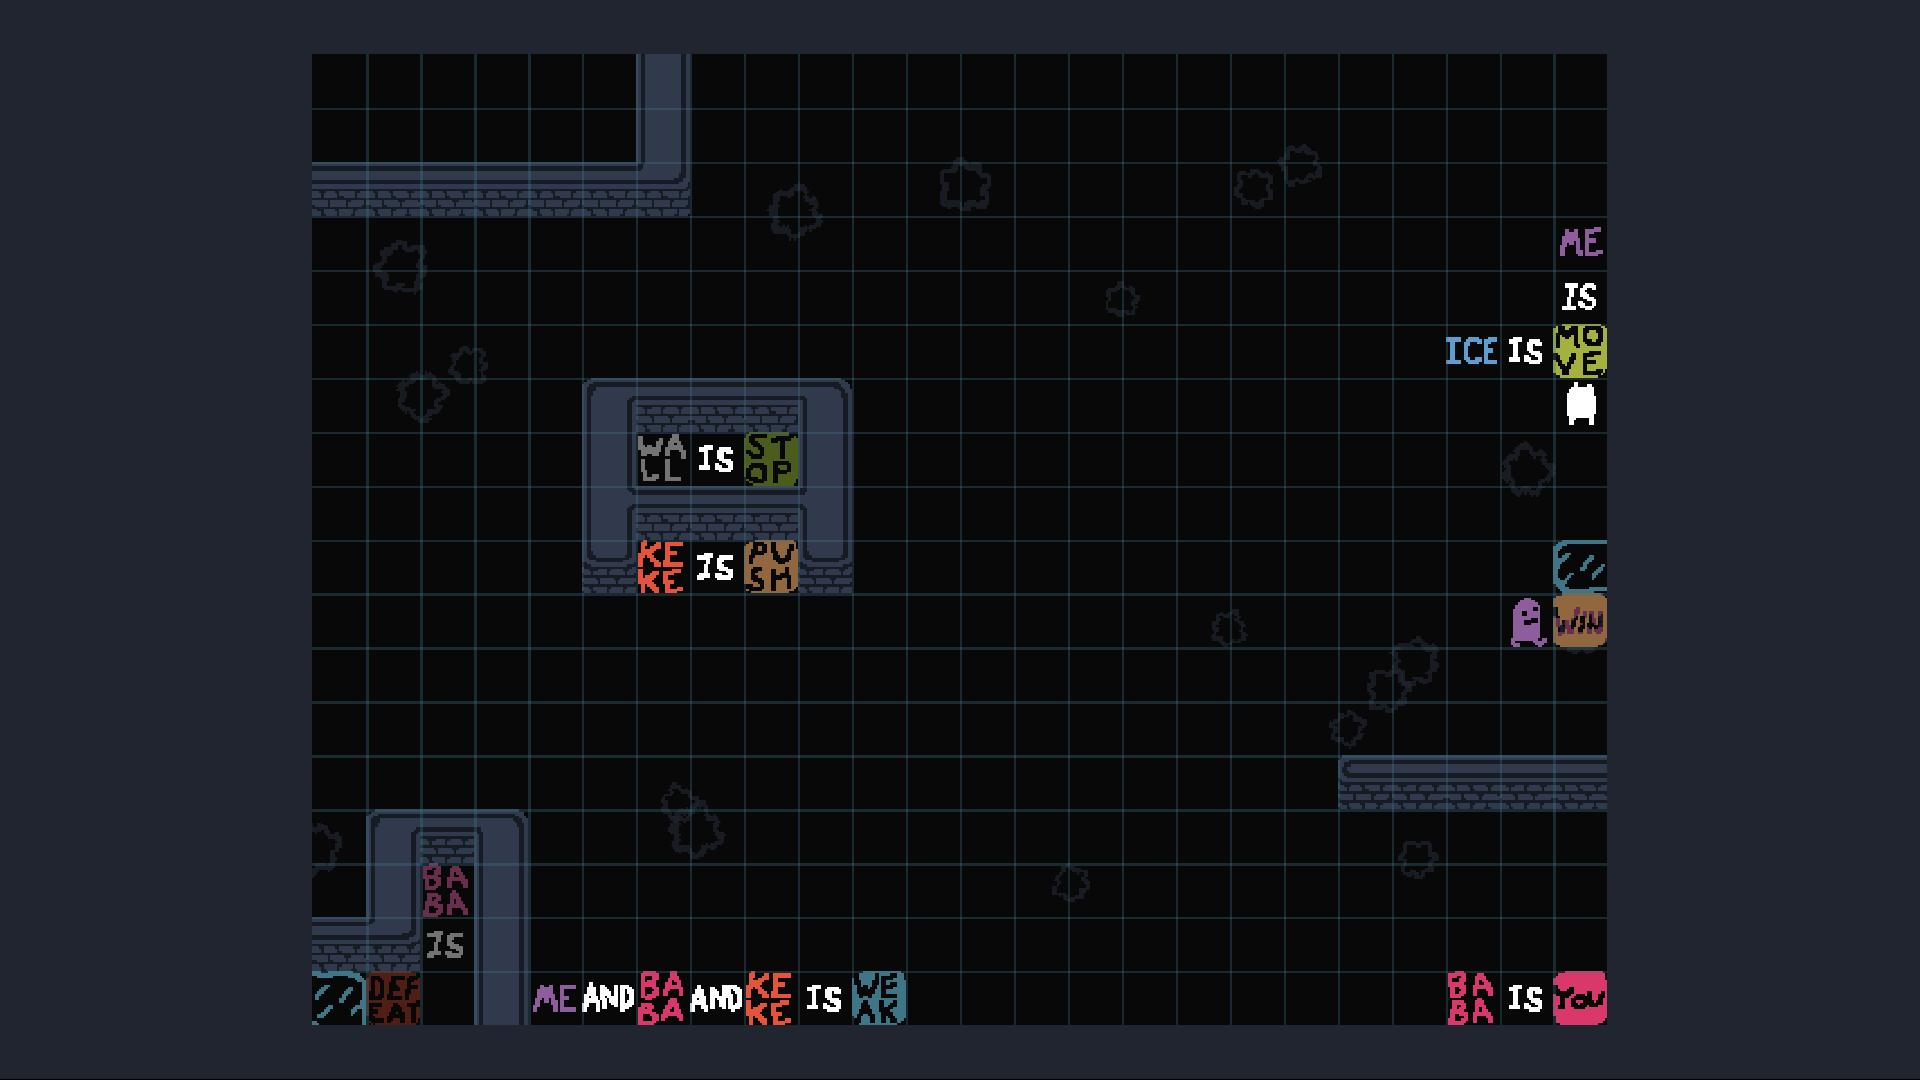 ME
IS
ICE IS MOVE
WALL IS STOP
KEKE IS PUSH
WIN
BABA
IS
DEFEAT ME AND BABA AND KEKE IS WEAK BABA IS YOU